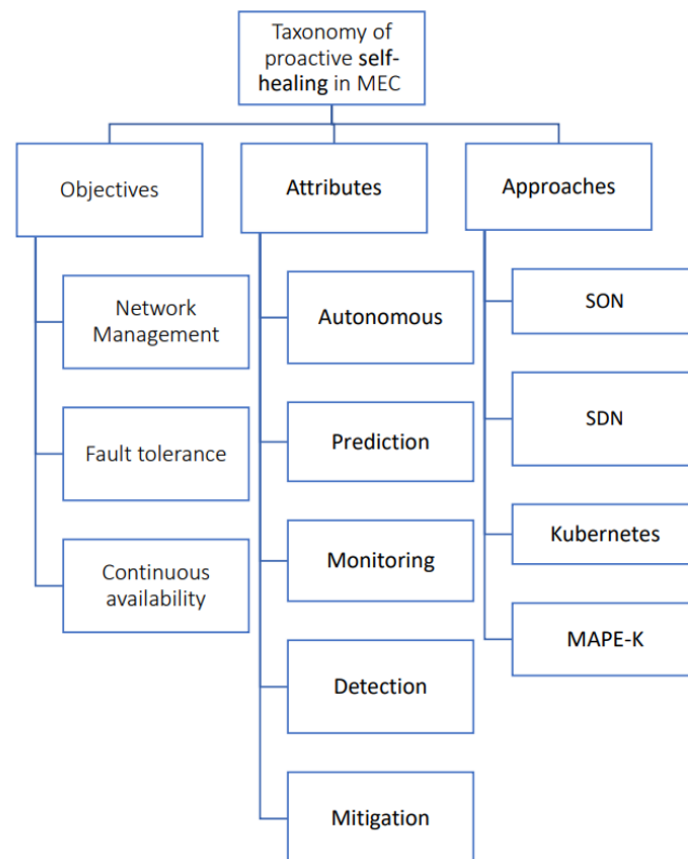 Taxonomy of
proactive self-
healing in MEC
Objectives
Network
Management
Fault tolerance
Continuous
availability
Attributes
Autonomous
Prediction
Monitoring
Detection
Mitigation
Approaches
SON
SDN
Kubernetes
MAPE-K